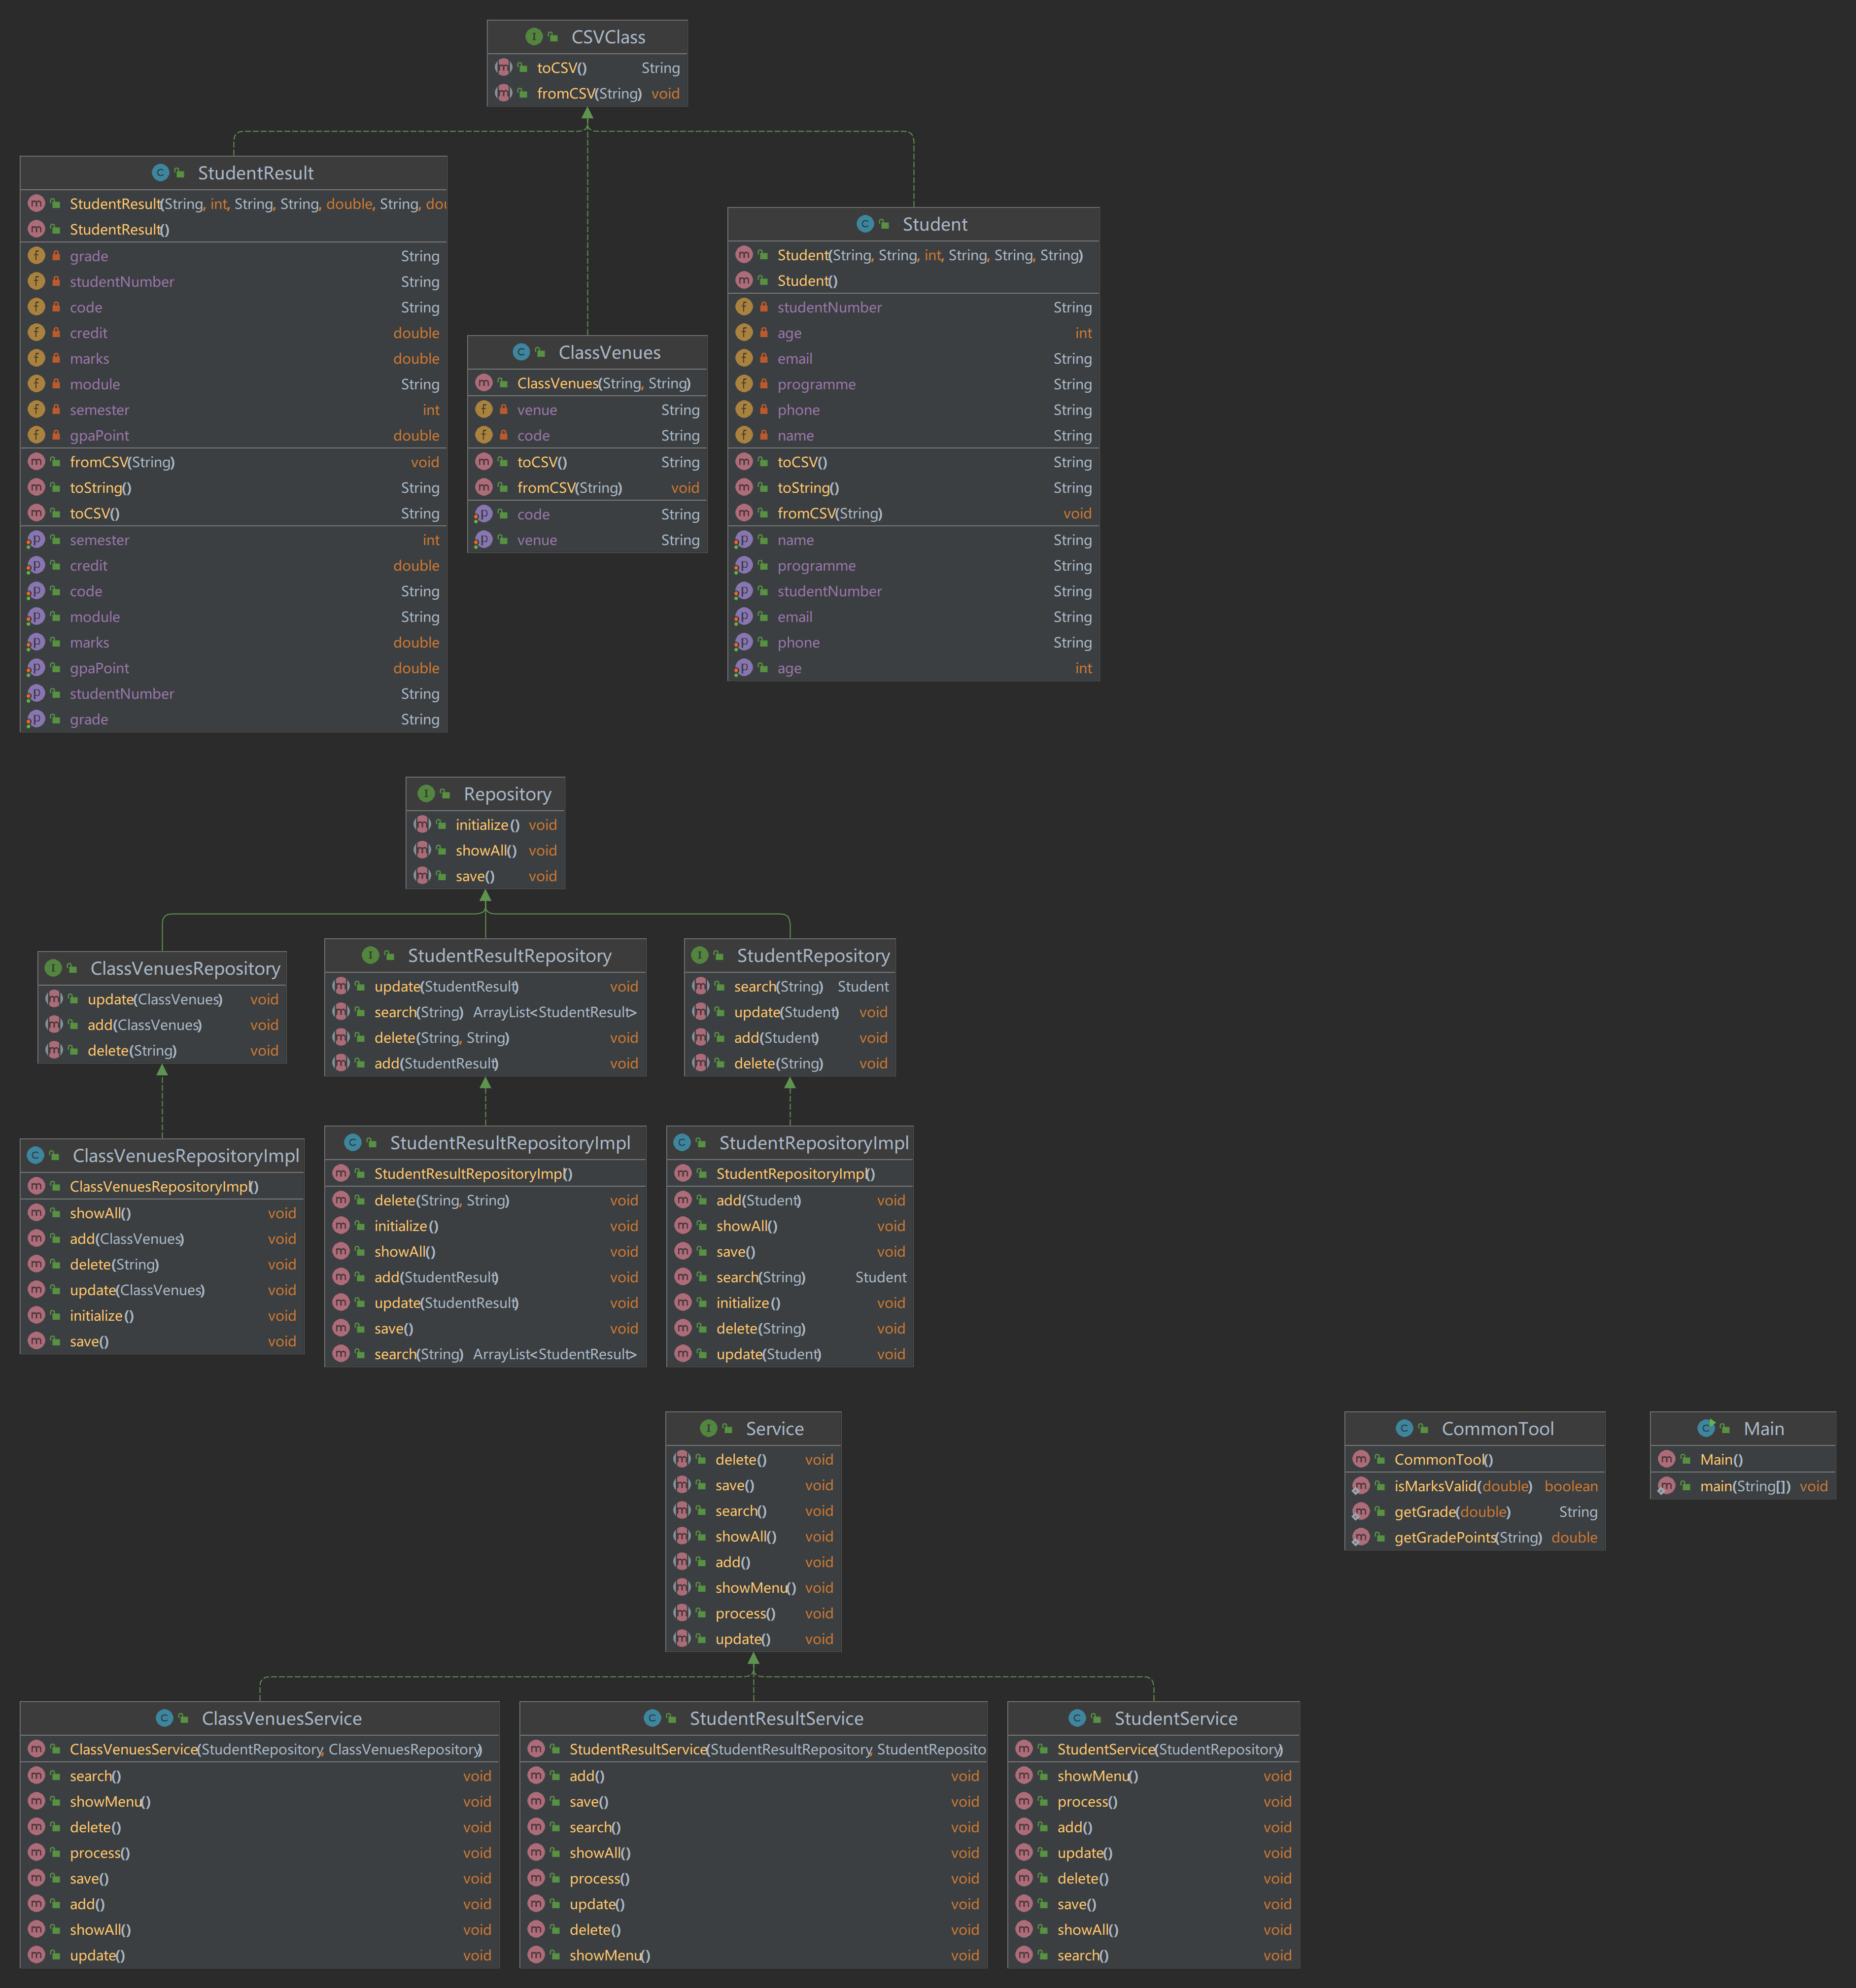 CSVClass
toCSV() String
fromCSV(String) void
StudentResult
StudentResult(String, int, String, String, double, String, dou
StudentResult()
grade String
studentNumber String
code String
credit double
marks double
module String
semester int
gpaPoint double
fromCSV(String) void
toString() String
toCSV() String
semester int
credit double
code String
module String
marks double
gpaPoint double
studentNumber String
grade String
ClassVenues
ClassVenues(String, String)
venue String
code String
toCSV() String
fromCSV(String) void
code String
venue String
Student
Student(String, String, int, String, String, String)
Student()
studentNumber String
age int
email String
programme String
phone String
name String
toCSV() String
toString() String
fromCSV(String) void
name String
programme String
studentNumber String
email String
phone String
age int
Repository
initialize() void
showAll() void
save() void
ClassVenuesRepository
update(ClassVenues) void
add(ClassVenues) void
delete(String) void
StudentResultRepository
update(StudentResult) void
search(String) ArrayList<StudentResult>
delete(String, String) void
add(StudentResult) void
StudentRepository
search(String) Student
update(Student) void
add(Student) void
delete(String) void
ClassVenuesRepositoryImpl
ClassVenuesRepositoryImpl()
showAll() void
add(ClassVenues) void
delete(String) void
update(ClassVenues) void
initialize() void
save() void
StudentResultRepositoryImpl
StudentResultRepositoryImpl()
delete(String, String) void
initialize() void
showAll() void
add(StudentResult) void
update(StudentResult) void
save() void
search(String) ArrayList<StudentResult>
StudentRepositoryImpl
StudentRepositoryImpl()
add(Student) void
showAll() void
save() void
search(String) Student
initialize() void
delete(String) void
update(Student) void
Service
delete() void
save() void
search() void
showAll() void
add() void
showMenu() void
process() void
update() void
CommonTool
CommonTool()
isMarksValid(double) boolean
getGrade(double) String
getGradePoints(String) double
Main
Main()
main(String[]) void
ClassVenuesService
ClassVenuesService(StudentRepository, ClassVenuesRepository)
search() void
showMenu() void
delete() void
process() void
save() void
add() void
showAll() void
update() void
StudentResultService
StudentResultService(StudentResultRepository, StudentReposito
add() void
save() void
search() void
showAll() void
process() void
update() void
delete() void
showMenu() void
StudentService
StudentService(StudentRepository)
showMenu() void
process() void
add() void
update() void
delete() void
save() void
showAll() void
search() void